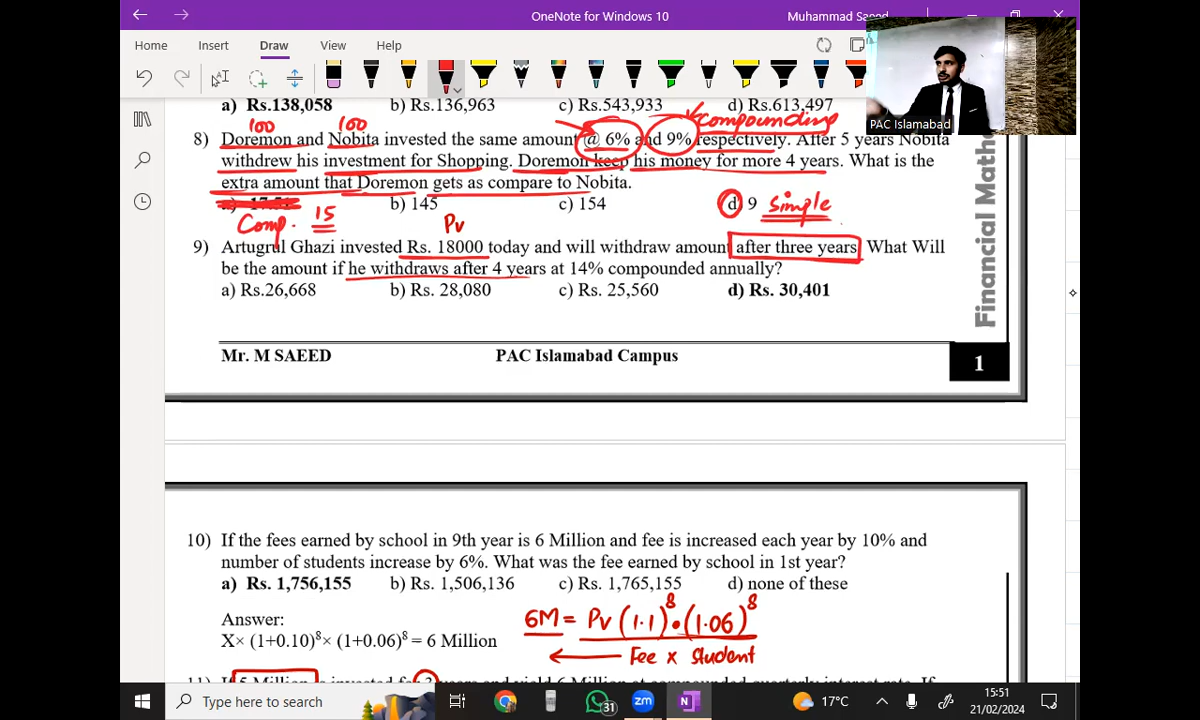 OneNote for Windows 10
Muhammad Saeed
Home Insert Draw View Help
PAC Islamabad
a) Rs.138,058 b) Rs.136,963 c) Rs.543,933 d) Rs.613,497
100 100 compounding
8) Doremon and Nobita invested the same amount @ 6% and 9% respectively. After 5 years Nobita
withdrew his investment for Shopping. Doremon keep his money for more 4 years. What is the
extra amount that Doremon gets as compare to Nobita.
b) 145 c) 154 d) 9 Simple
Comp. 15 Pv
9) Artugrul Ghazi invested Rs. 18000 today and will withdraw amount after three years. What Will
be the amount if he withdraws after 4 years at 14% compounded annually?
a) Rs.26,668 b) Rs. 28,080 c) Rs. 25,560 d) Rs. 30,401
Financial Mathe
Mr. M SAEED PAC Islamabad Campus 1
10) If the fees earned by school in 9th year is 6 Million and fee is increased each year by 10% and
number of students increase by 6%. What was the fee earned by school in 1st year?
a) Rs. 1,756,155 b) Rs. 1,506,136 c) Rs. 1,765,155 d) none of these
Answer:
X× (1+0.10)⁸× (1+0.06)⁸ = 6 Million
6M = Pv (1.1)⁸ • (1.06)⁸
Fee x Student
Type here to search
31
zm
N
17°C
15:51
21/02/2024